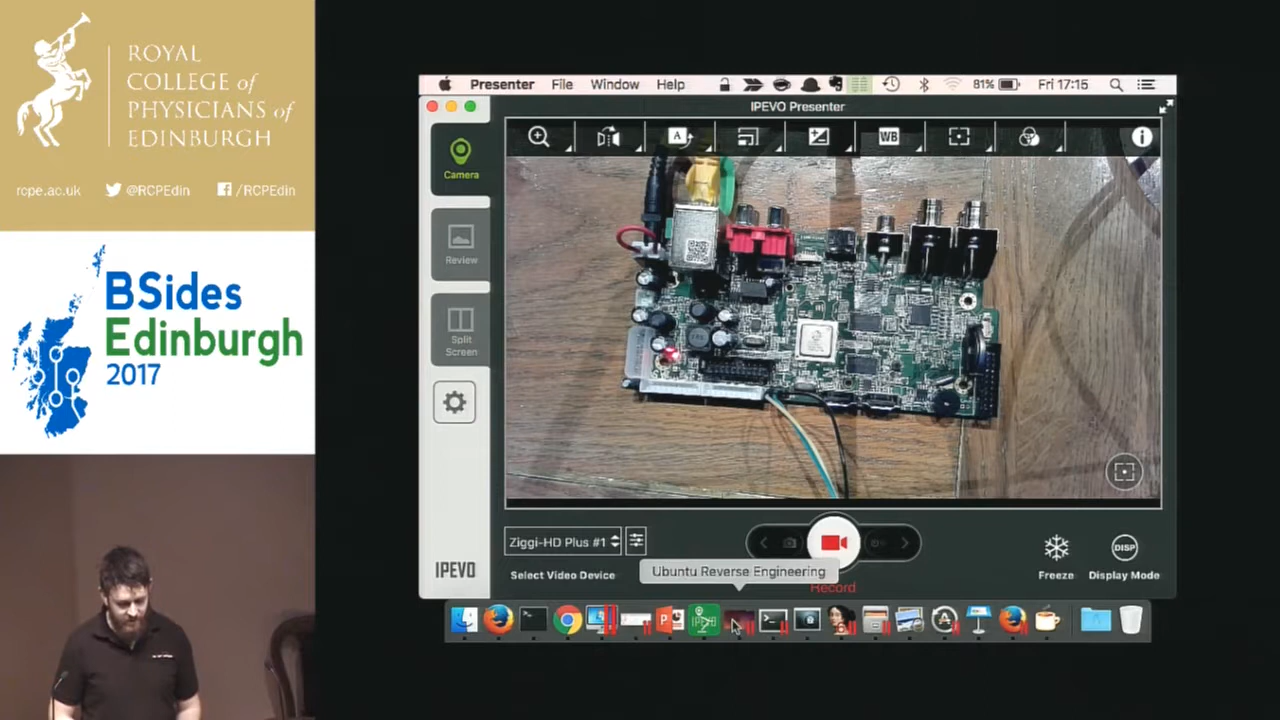 ROYAL
COLLEGE of
PHYSICIANS of
EDINBURGH
rcpe.ac.uk @RCPEdin /RCPEdin
BSides
Edinburgh
2017
Presenter File Window Help 81% Fri 17:15
IPEVO Presenter
A WB i
Camera
Review
Split
Screen
Ziggi-HD Plus #1
IPEVO
Select Video Device
Ubuntu Reverse Engineering
Record
Freeze
DISP
Display Mode